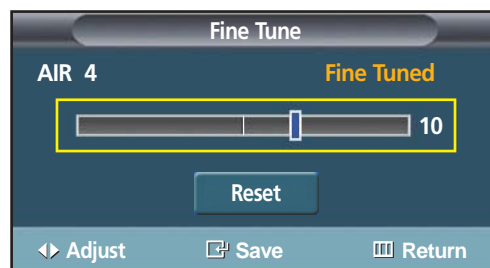 Fine Tune
AIR 4 Fine Tuned
10
Reset
Adjust Save Return